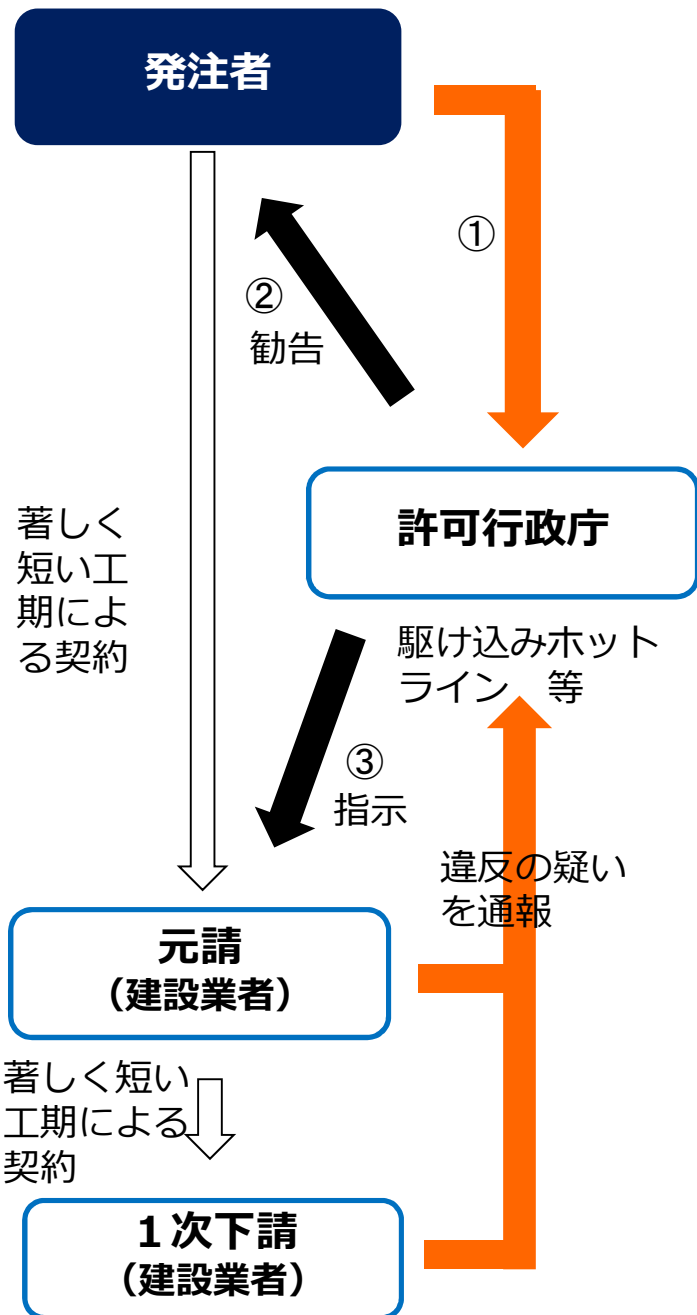 発注者
①
②
勧告
許可行政庁
著しく
短い工
期によ
る契約
駆け込みホット
ライン　等
③
指示
違反の疑い
を通報
元請
（建設業者）
著しく短い
工期による
契約
１次下請
（建設業者）